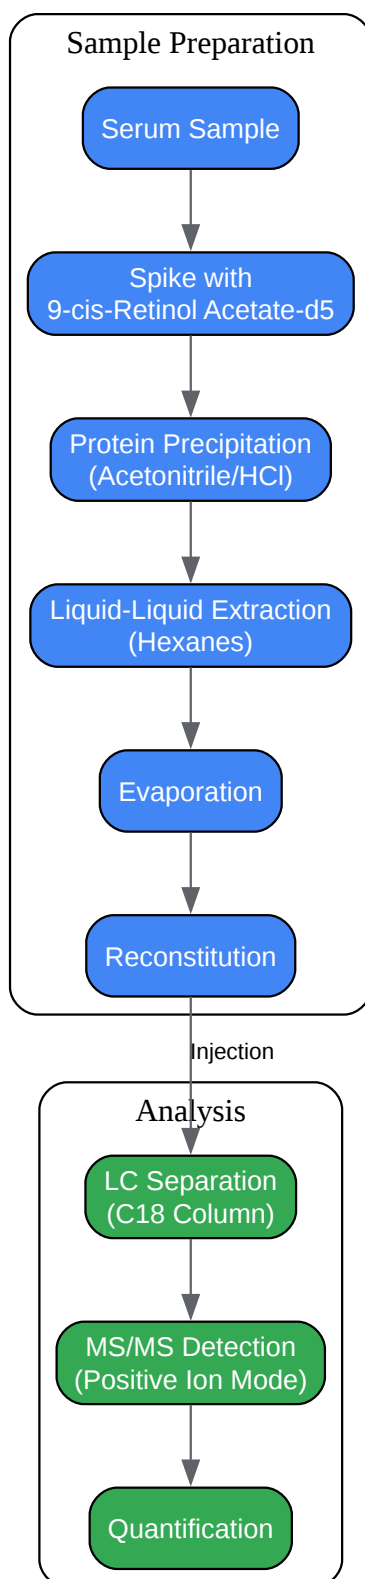 Sample Preparation
Serum Sample
Spike with
9-cis-Retinol Acetate-d5
Protein Precipitation
(Acetonitrile/HCl)
Liquid-Liquid Extraction
(Hexanes)
Evaporation
Reconstitution
Injection
Analysis
LC Separation
(C18 Column)
MS/MS Detection
(Positive Ion Mode)
Quantification